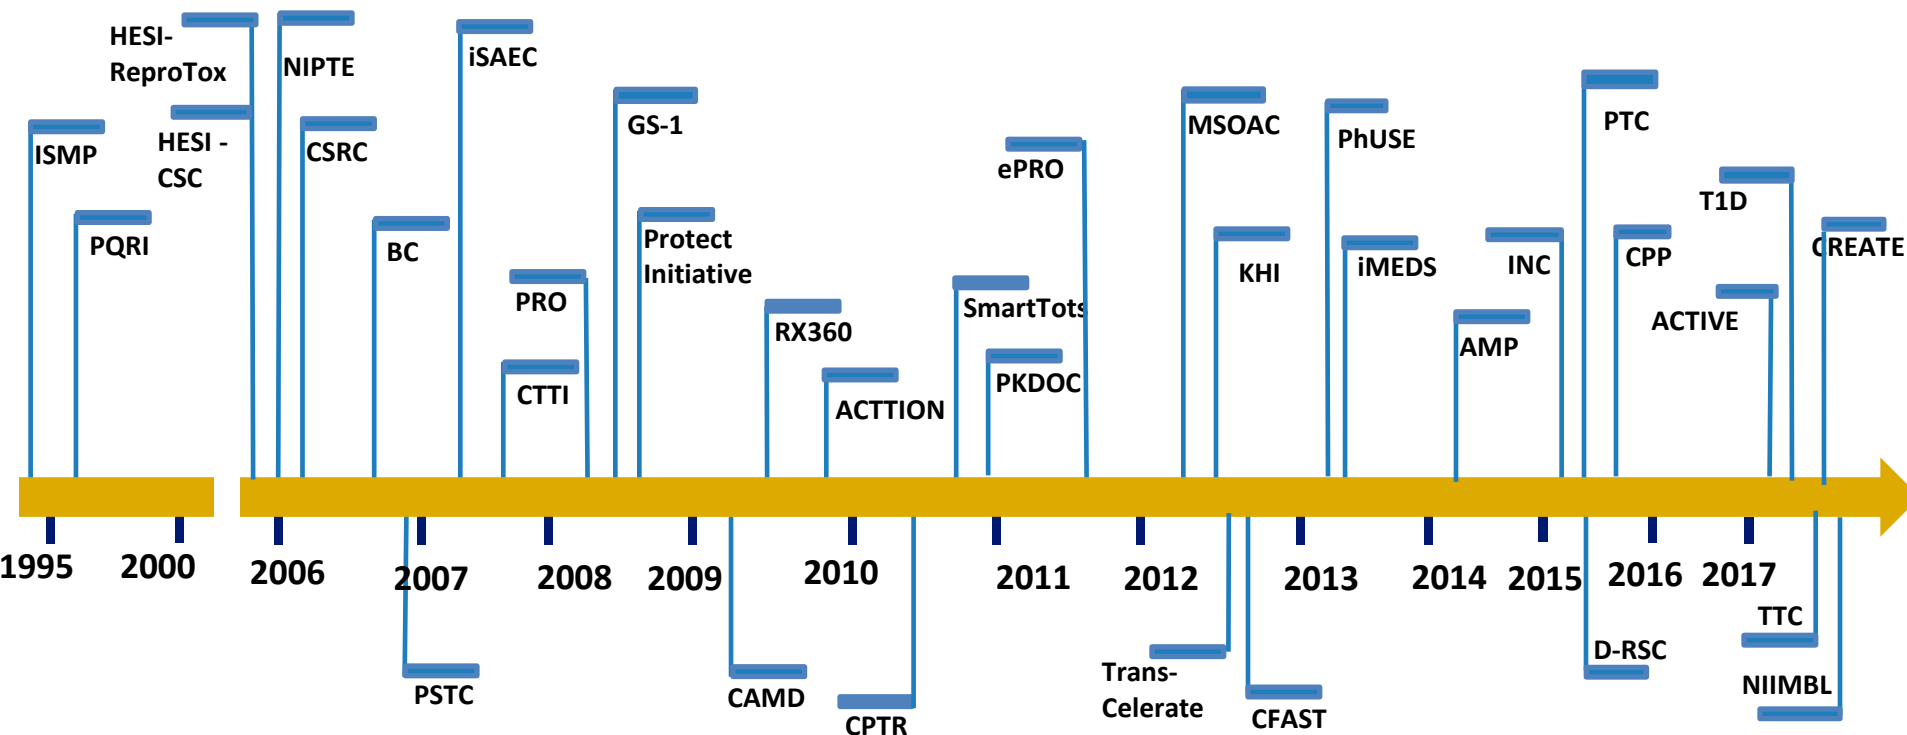 HESI-
ReproTox
NIPTE
iSAEC
HESI -
CSC
ISMP
CSRC
GS-1
MSOAC
PhUSE
PTC
ePRO
T1D
PQRI
BC
Protect
Initiative
KHI
iMEDS
INC
CPP
CREATE
PRO
SmartTots
RX360
AMP
ACTIVE
CTTI
ACTTION
PKDOC
1995
2000
2006
2007
2008
2009
2010
2011
2012
2013
2014
2015
2016
2017
TTC
PSTC
CAMD
CPTR
Trans-
Celerate
CFAST
D-RSC
NIIMBL